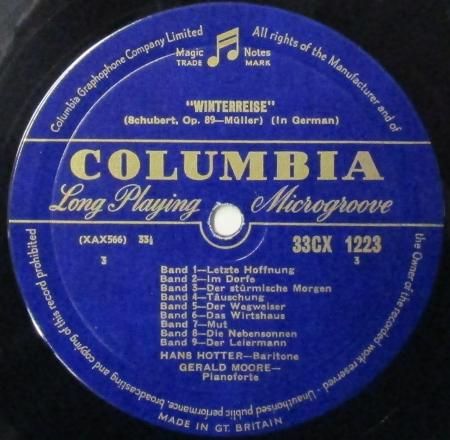 Columbia Graphophone Company Limited
Magic Notes
TRADE MARK
All rights of the Manufacturer and of
the Owner of the recorded work reserved - Unauthorised public performance, broadcasting and copying of this record prohibited
"WINTERREISE"
(Schubert, Op. 89—Müller) (In German)
COLUMBIA
Long Playing Microgroove
(XAX566) 33⅓
33CX 1223
3
3
Band 1—Letzte Hoffnung
Band 2—Im Dorfe
Band 3—Der stürmische Morgen
Band 4—Täuschung
Band 5—Der Wegweiser
Band 6—Das Wirtshaus
Band 7—Mut
Band 8—Die Nebensonnen
Band 9—Der Leiermann
HANS HOTTER—Baritone
GERALD MOORE—
Pianoforte
MADE IN GT. BRITAIN